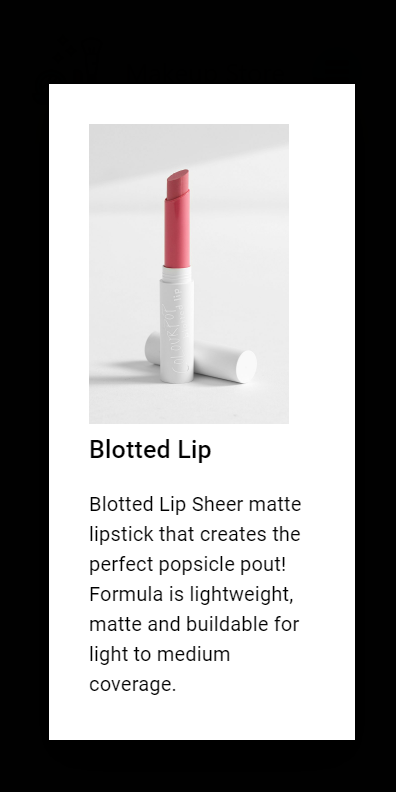 COLOURPOP
Blotted Lip
Blotted Lip Sheer matte
lipstick that creates the
perfect popsicle pout!
Formula is lightweight,
matte and buildable for
light to medium
coverage.